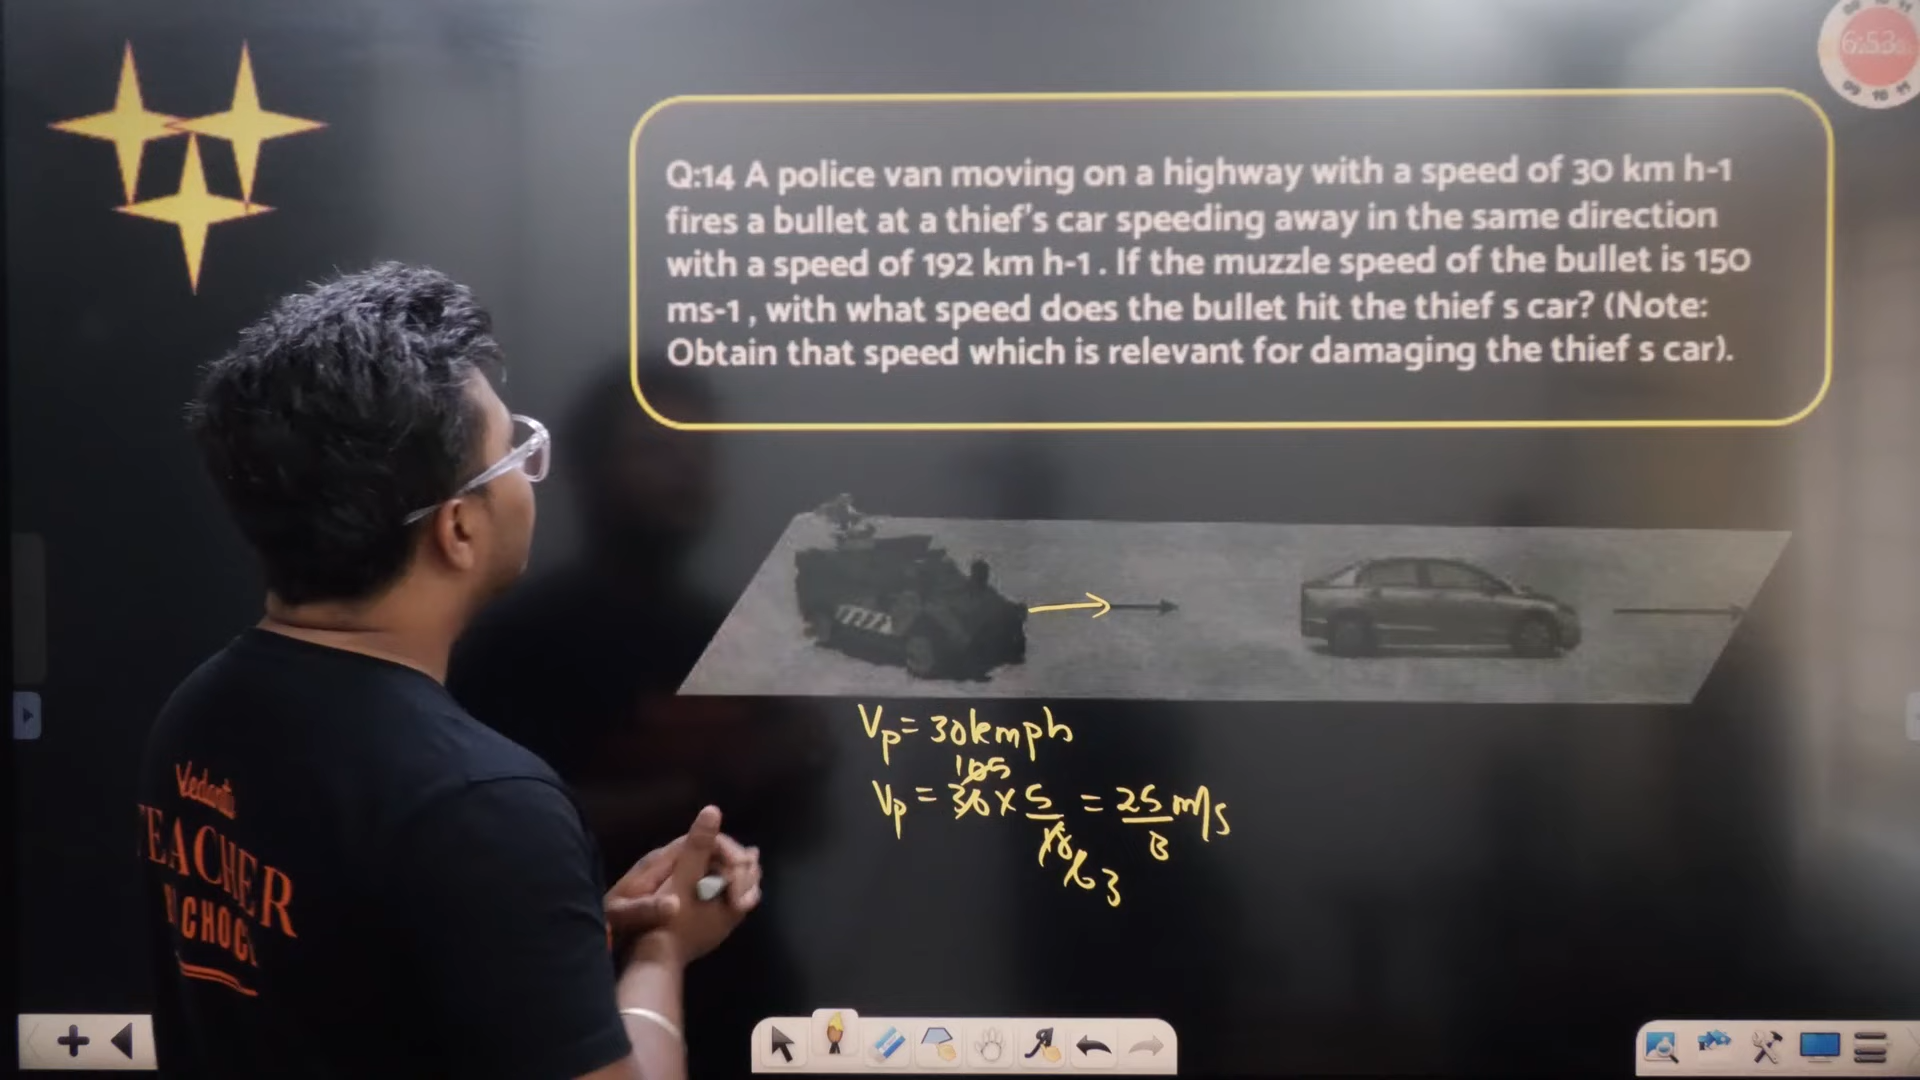 Q:14 A police van moving on a highway with a speed of 30 km h-1
fires a bullet at a thief's car speeding away in the same direction
with a speed of 192 km h-1 . If the muzzle speed of the bullet is 150
ms-1 , with what speed does the bullet hit the thief s car? (Note:
Obtain that speed which is relevant for damaging the thief s car).
Vp = 30kmph
Vp = 30 x 5/18 = 25/3 m/s
Vedantu
TEACHER
CHOC